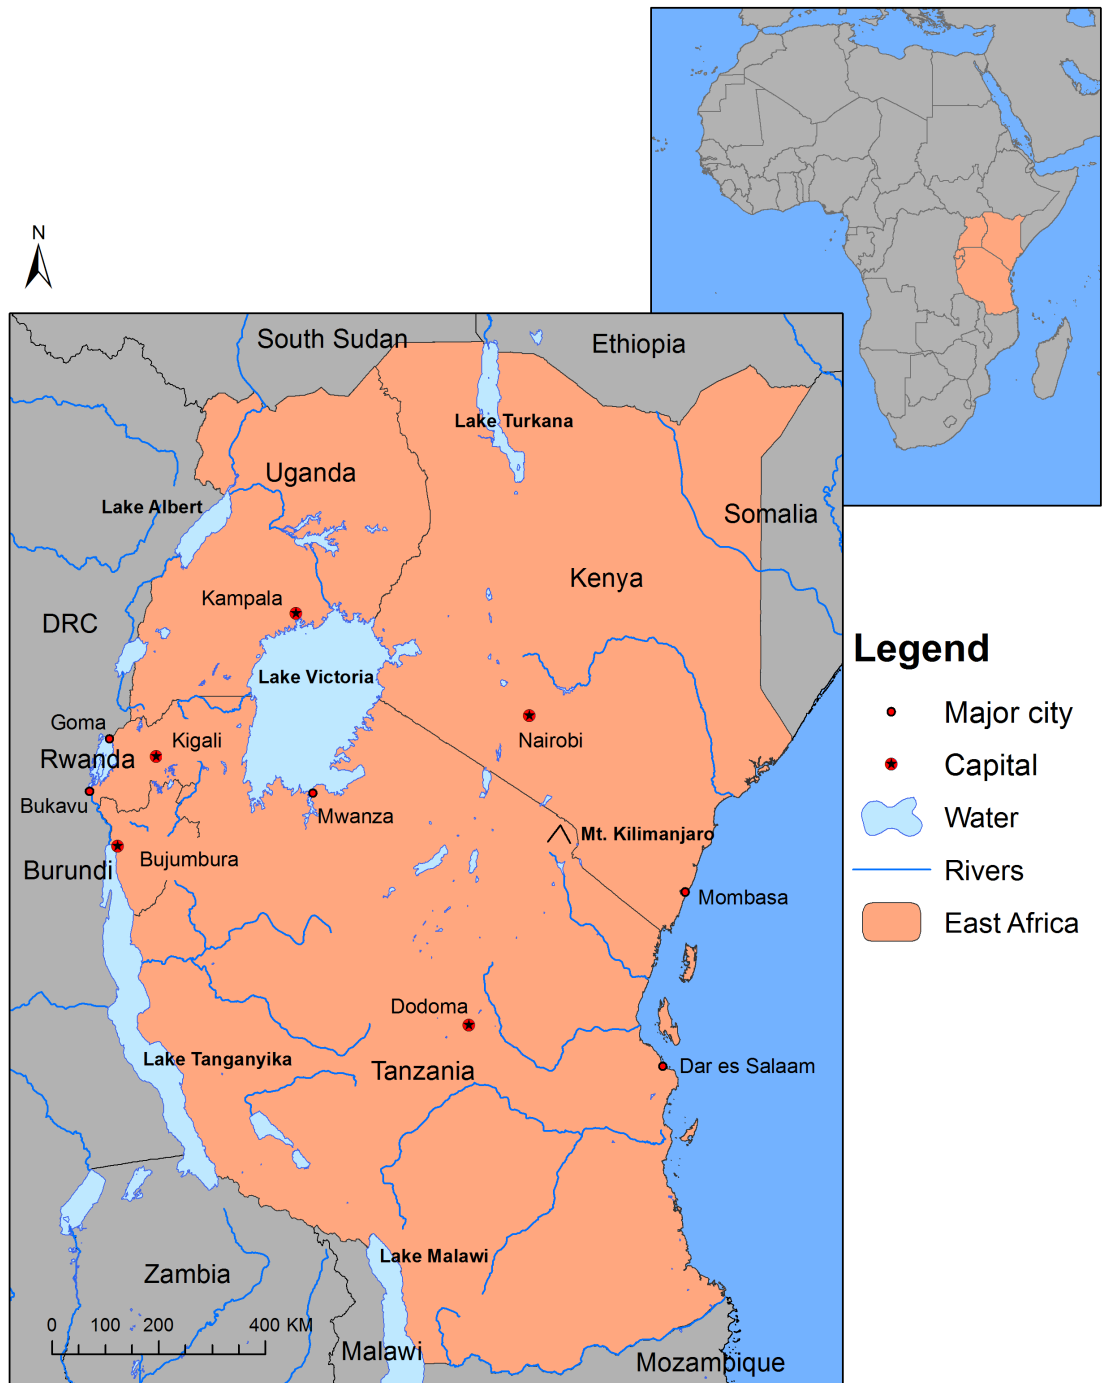 N
South Sudan
Ethiopia
Lake Turkana
Uganda
Lake Albert
Somalia
Kenya
Kampala
DRC
Lake Victoria
Goma
Kigali
Nairobi
Rwanda
Bukavu
Mwanza
Mt. Kilimanjaro
Bujumbura
Burundi
Mombasa
Dodoma
Lake Tanganyika
Tanzania
Dar es Salaam
Lake Malawi
Zambia
0 100 200 400 KM
Malawi
Mozambique
Legend
Major city
Capital
Water
Rivers
East Africa